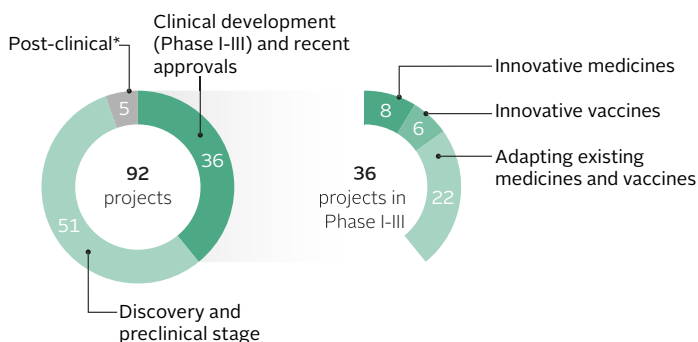 Post-clinical*
Clinical development
(Phase I-III) and recent
approvals
5
36
51
92
projects
Discovery and
preclinical stage
8
6
22
36
projects in
Phase I-III
Innovative medicines
Innovative vaccines
Adapting existing
medicines and vaccines